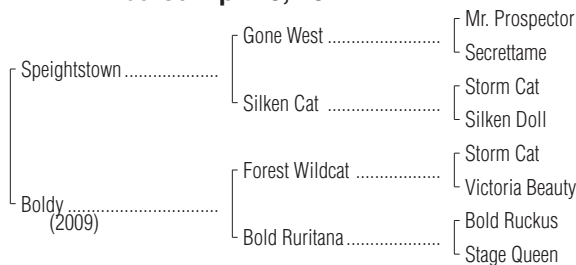 Mr. Prospector
Gone West
Secrettame
Speightstown
Storm Cat
Silken Cat
Silken Doll
Storm Cat
Forest Wildcat
Victoria Beauty
Boldy
(2009)
Bold Ruckus
Bold Ruritana
Stage Queen